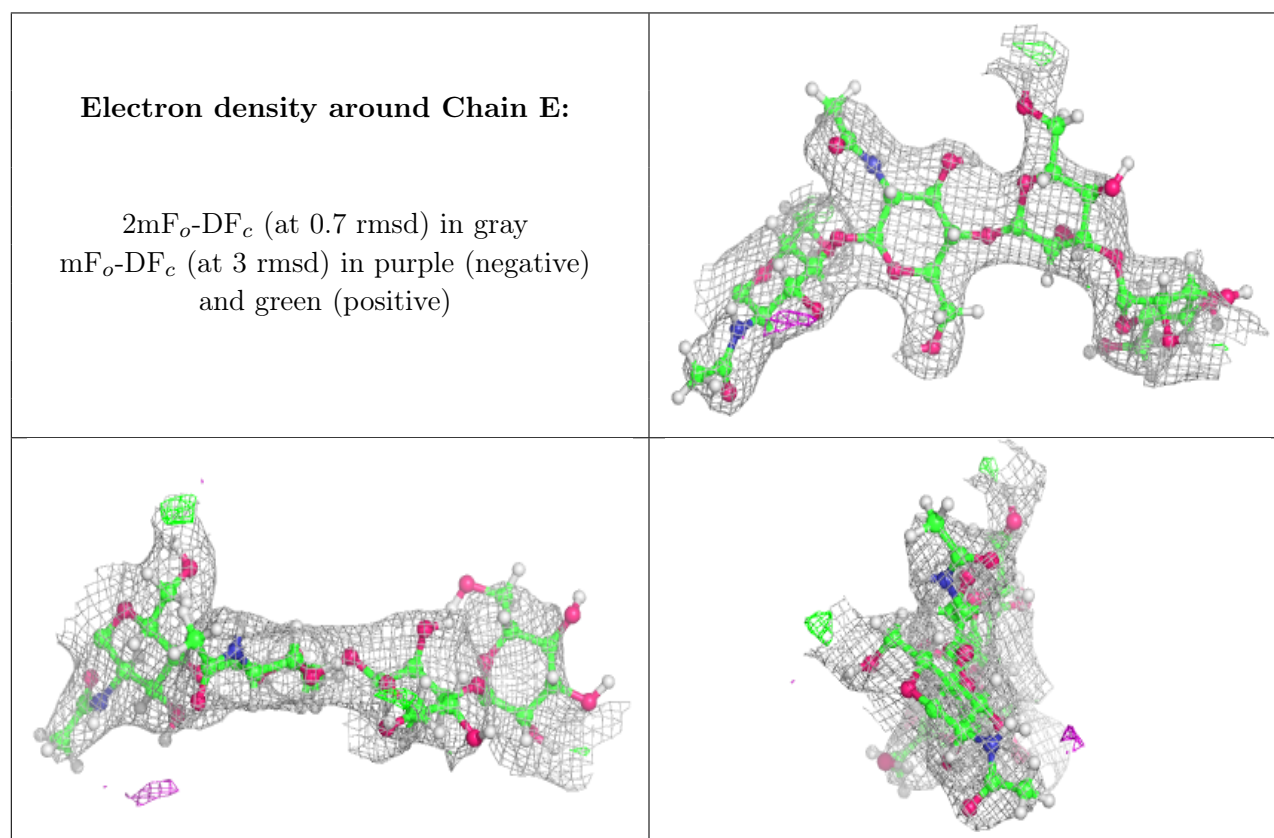 Electron density around Chain E:
2mFo-DFc (at 0.7 rmsd) in gray
mFo-DFc (at 3 rmsd) in purple (negative)
and green (positive)